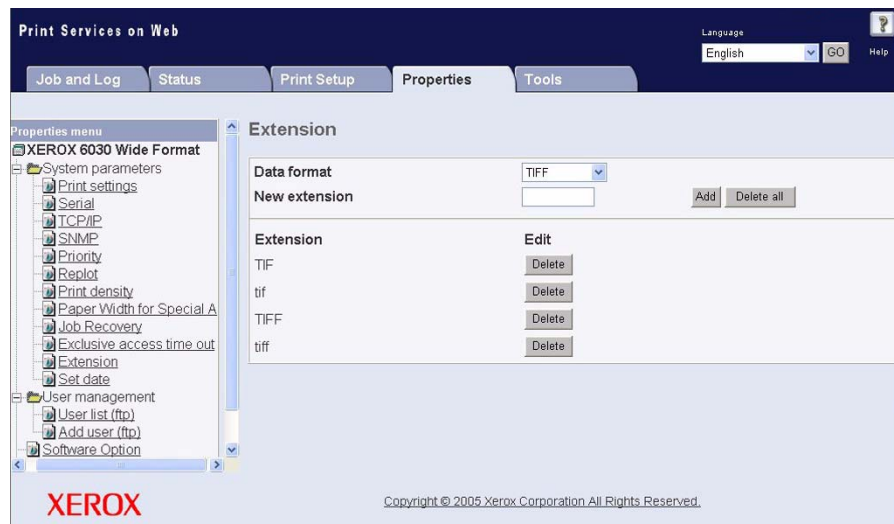 Print Services on Web
Language
English
GO
Help
Job and Log
Status
Print Setup
Properties
Tools
Properties menu
XEROX 6030 Wide Format
System parameters
Print settings
Serial
TCP/IP
SNMP
Priority
Replot
Print density
Paper Width for Special A
Job Recovery
Exclusive access time out
Extension
Set date
User management
User list (ftp)
Add user (ftp)
Software Option
Extension
Data format TIFF
New extension Add Delete all
Extension Edit
TIF Delete
tif Delete
TIFF Delete
tiff Delete
XEROX
Copyright © 2005 Xerox Corporation All Rights Reserved.